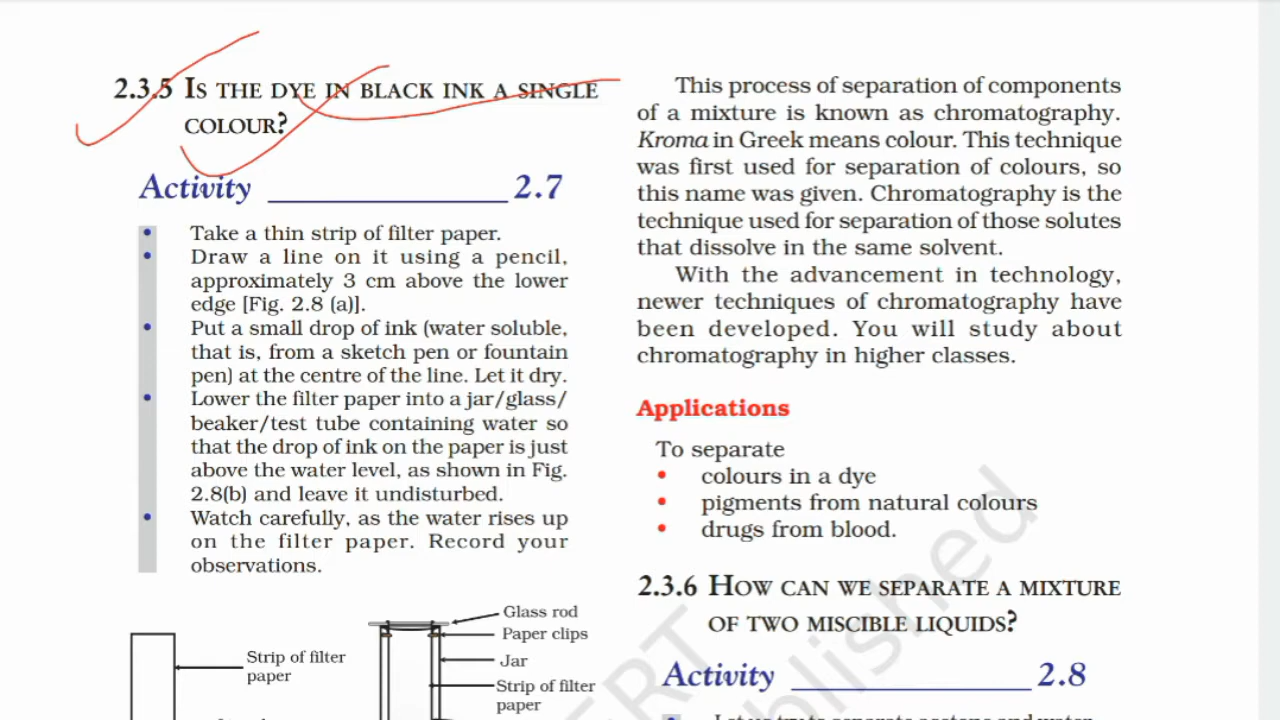 2.3.5 IS THE DYE IN BLACK INK A SINGLE
COLOUR?
Activity ____________________ 2.7
• Take a thin strip of filter paper.
• Draw a line on it using a pencil,
approximately 3 cm above the lower
edge [Fig. 2.8 (a)].
• Put a small drop of ink (water soluble,
that is, from a sketch pen or fountain
pen) at the centre of the line. Let it dry.
• Lower the filter paper into a jar/glass/
beaker/test tube containing water so
that the drop of ink on the paper is just
above the water level, as shown in Fig.
2.8(b) and leave it undisturbed.
• Watch carefully, as the water rises up
on the filter paper. Record your
observations.
Strip of filter
paper
Glass rod
Paper clips
Jar
Strip of filter
paper
This process of separation of components
of a mixture is known as chromatography.
Kroma in Greek means colour. This technique
was first used for separation of colours, so
this name was given. Chromatography is the
technique used for separation of those solutes
that dissolve in the same solvent.
With the advancement in technology,
newer techniques of chromatography have
been developed. You will study about
chromatography in higher classes.
Applications
To separate
• colours in a dye
• pigments from natural colours
• drugs from blood.
2.3.6 HOW CAN WE SEPARATE A MIXTURE
OF TWO MISCIBLE LIQUIDS?
Activity ____________________ 2.8